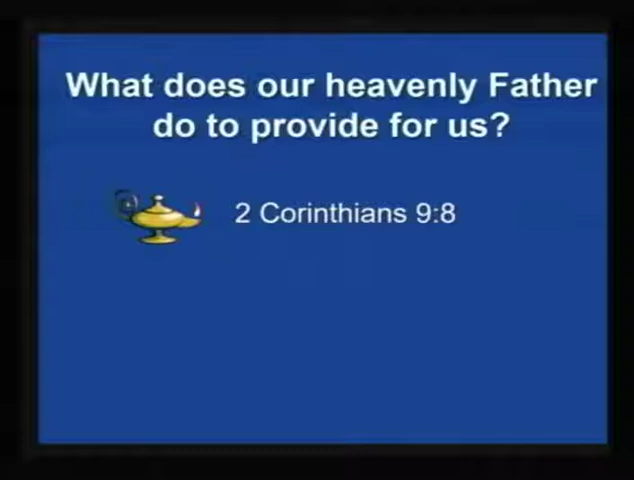 What does our heavenly Father
do to provide for us?
2 Corinthians 9:8